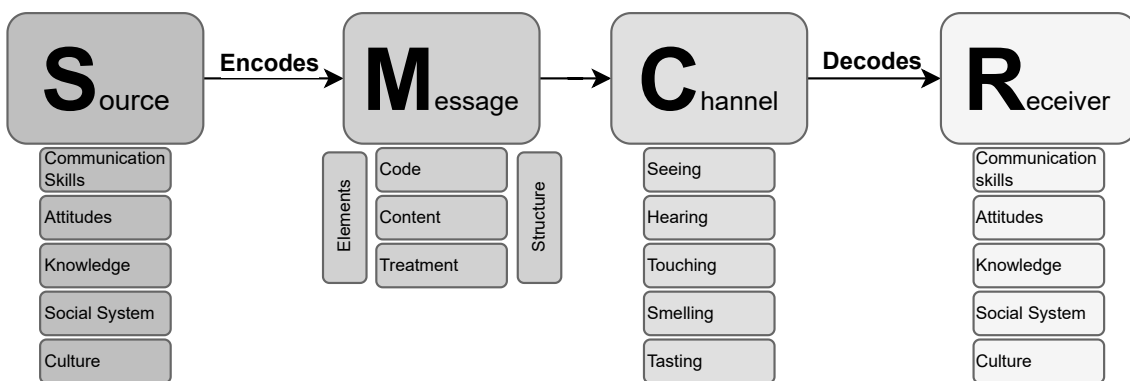 Source
Encodes
Message
Channel
Decodes
Receiver
Communication
Skills
Attitudes
Knowledge
Social System
Culture
Elements
Code
Content
Treatment
Structure
Seeing
Hearing
Touching
Smelling
Tasting
Communication
skills
Attitudes
Knowledge
Social System
Culture